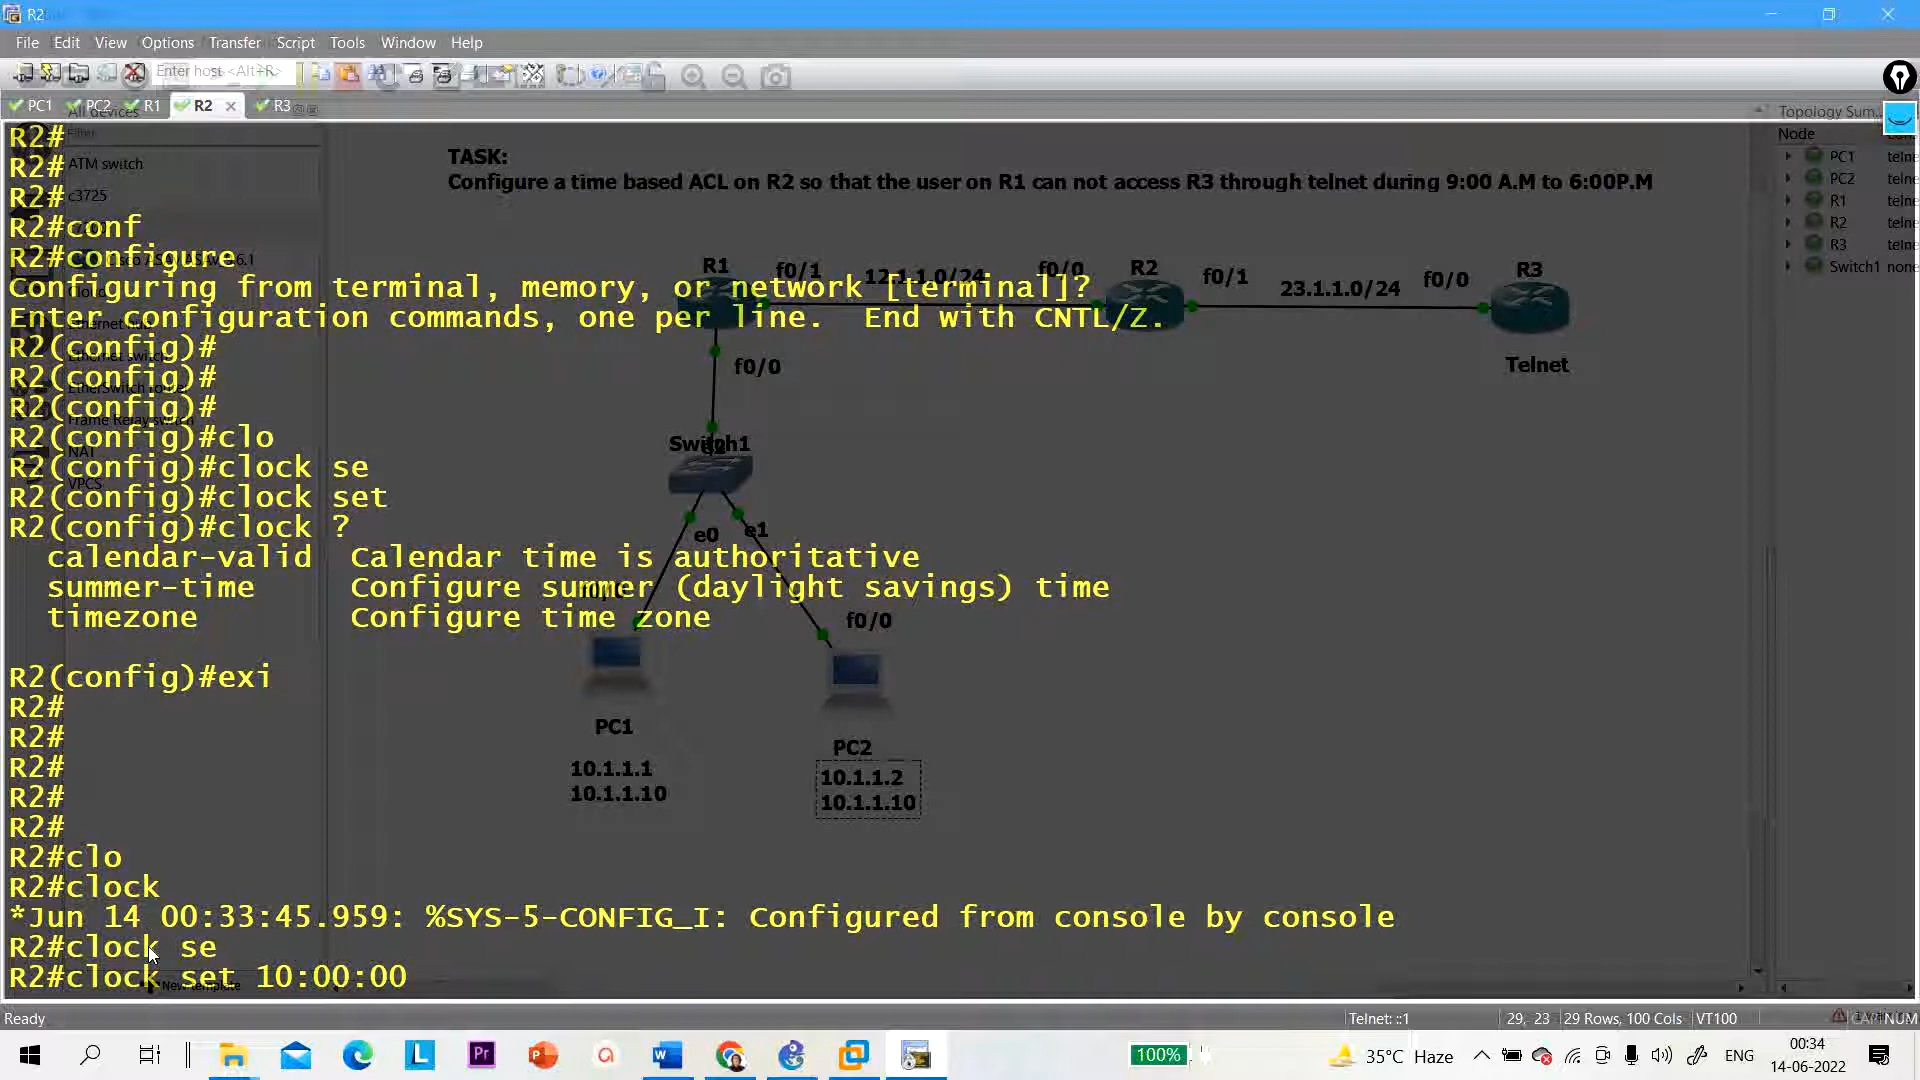 R2
File Edit View Options Transfer Script Tools Window Help
Enter host <Alt+R>
PC1 PC2 R1 R2 R3
All devices
Filter
Topology Sum...
Node
ATM switch
c3725
TASK:
Configure a time based ACL on R2 so that the user on R1 can not access R3 through telnet during 9:00 A.M to 6:00P.M
PC1 telne
PC2 telne
R1 telne
R2 telne
R3 telne
Switch1 none
R2#
R2#
R2#
R2#conf
R2#configure
Configuring from terminal, memory, or network [terminal]?
Enter configuration commands, one per line.  End with CNTL/Z.
R2(config)#
R2(config)#
R2(config)#
R2(config)#clo
R2(config)#clock se
R2(config)#clock set
R2(config)#clock ?
calendar-valid  Calendar time is authoritative
summer-time  Configure summer (daylight savings) time
timezone  Configure time zone
R2(config)#exi
R2#
R2#
R2#
R2#
R2#
R2#clo
R2#clock
*Jun 14 00:33:45.959: %SYS-5-CONFIG_I: Configured from console by console
R2#clock se
R2#clock set 10:00:00
Ethernet switch
EtherSwitch router
Frame Relay switch
NAT
VPCS
New template
R1 f0/1 12.1.1.0/24 f0/0 R2 f0/1 23.1.1.0/24 f0/0 R3
Telnet
f0/0
Switch1
e0 e1
f0/0
PC1
10.1.1.1
10.1.1.10
PC2
10.1.1.2
10.1.1.10
Ready
Telnet: ::1 29, 23 29 Rows, 100 Cols VT100 CAP NUM
100%
35°C Haze
ENG
00:34
14-06-2022